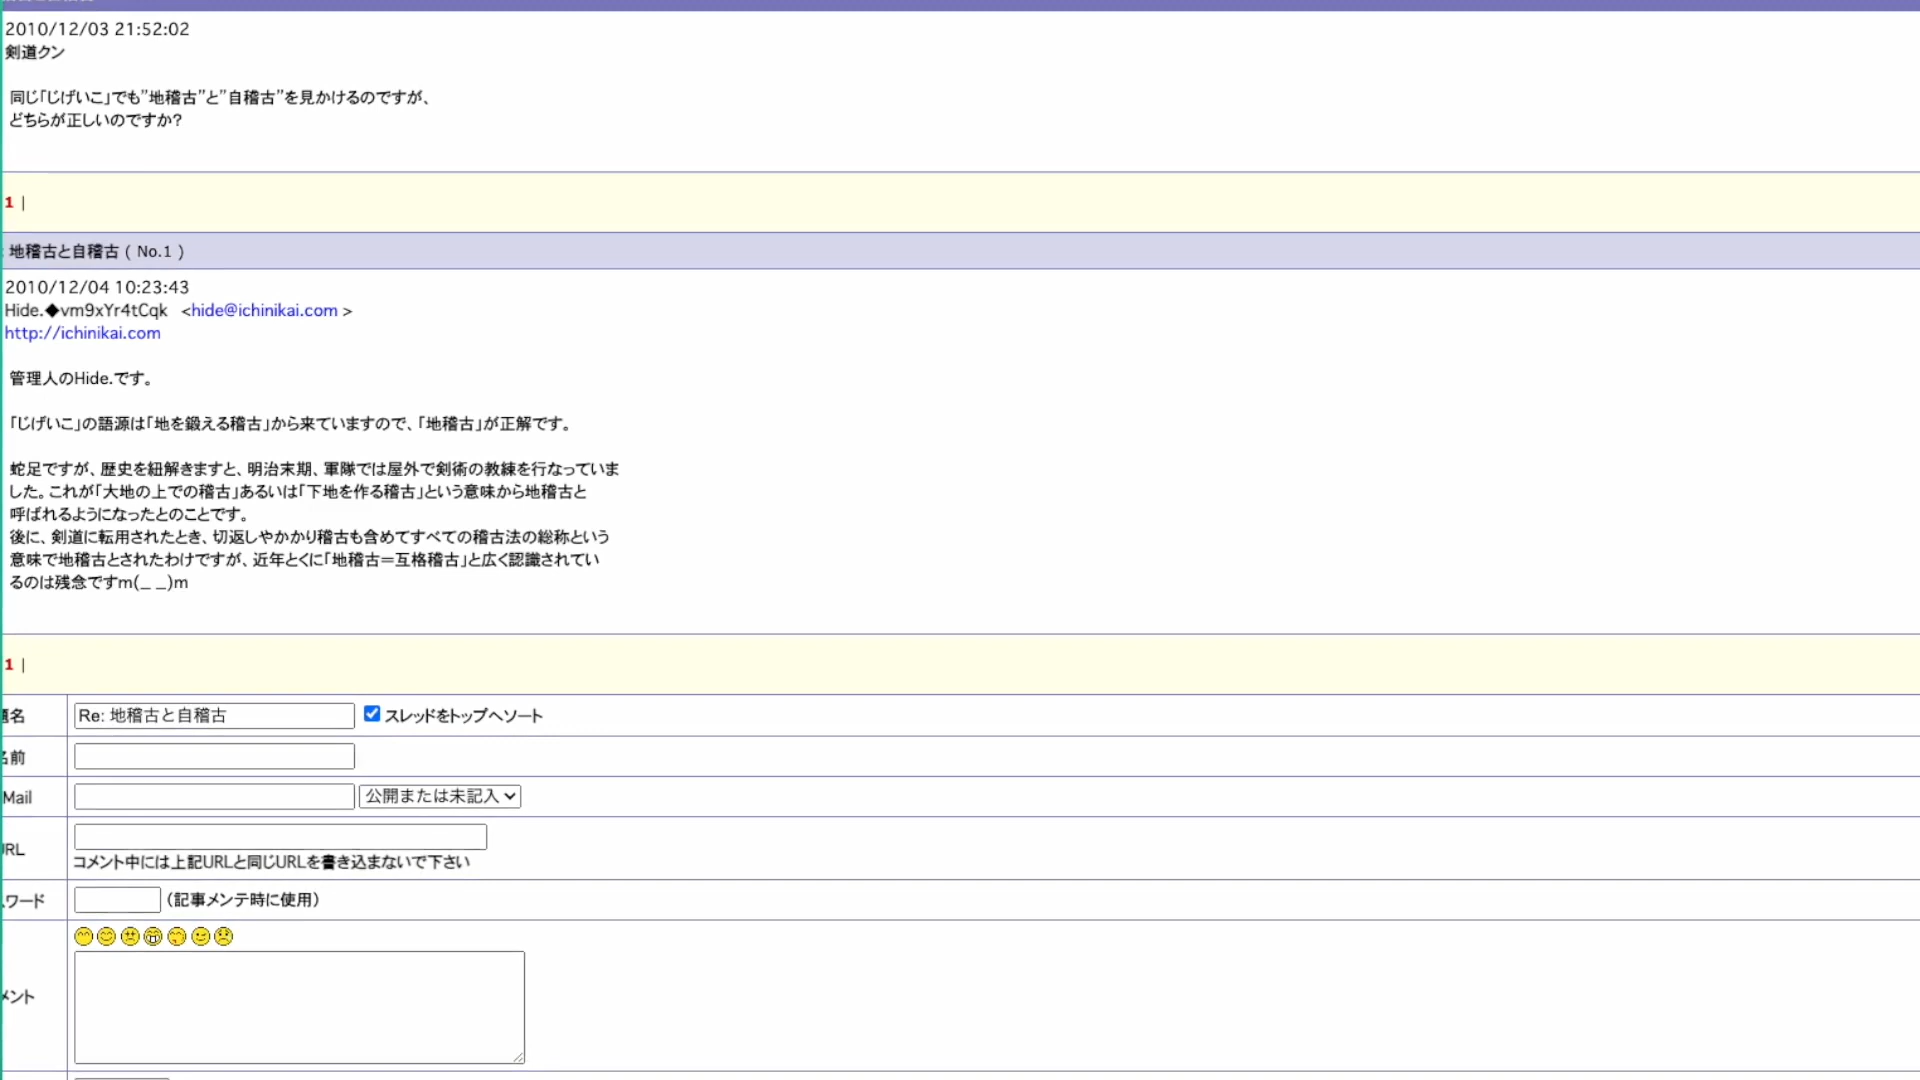 2010/12/03 21:52:02
剣道クン
同じ「じげいこ」でも”地稽古”と”自稽古”を見かけるのですが、
どちらが正しいのですか?
1 |
地稽古と自稽古 ( No.1 )
2010/12/04 10:23:43
Hide.◆vm9xYr4tCqk <hide@ichinikai.com >
http://ichinikai.com
管理人のHide.です。
「じげいこ」の語源は「地を鍛える稽古」から来ていますので、「地稽古」が正解です。
蛇足ですが、歴史を紐解きますと、明治末期、軍隊では屋外で剣術の教練を行なっていま
した。これが「大地の上での稽古」あるいは「下地を作る稽古」という意味から地稽古と
呼ばれるようになったとのことです。
後に、剣道に転用されたとき、切返しやかかり稽古も含めてすべての稽古法の総称という
意味で地稽古とされたわけですが、近年とくに「地稽古＝互格稽古」と広く認識されてい
るのは残念ですm(_ _)m
1 |
名 Re: 地稽古と自稽古 スレッドをトップへソート
前
Mail 公開または未記入
RL
コメント中には上記URLと同じURLを書き込まないで下さい
ワード (記事メンテ時に使用)
メント